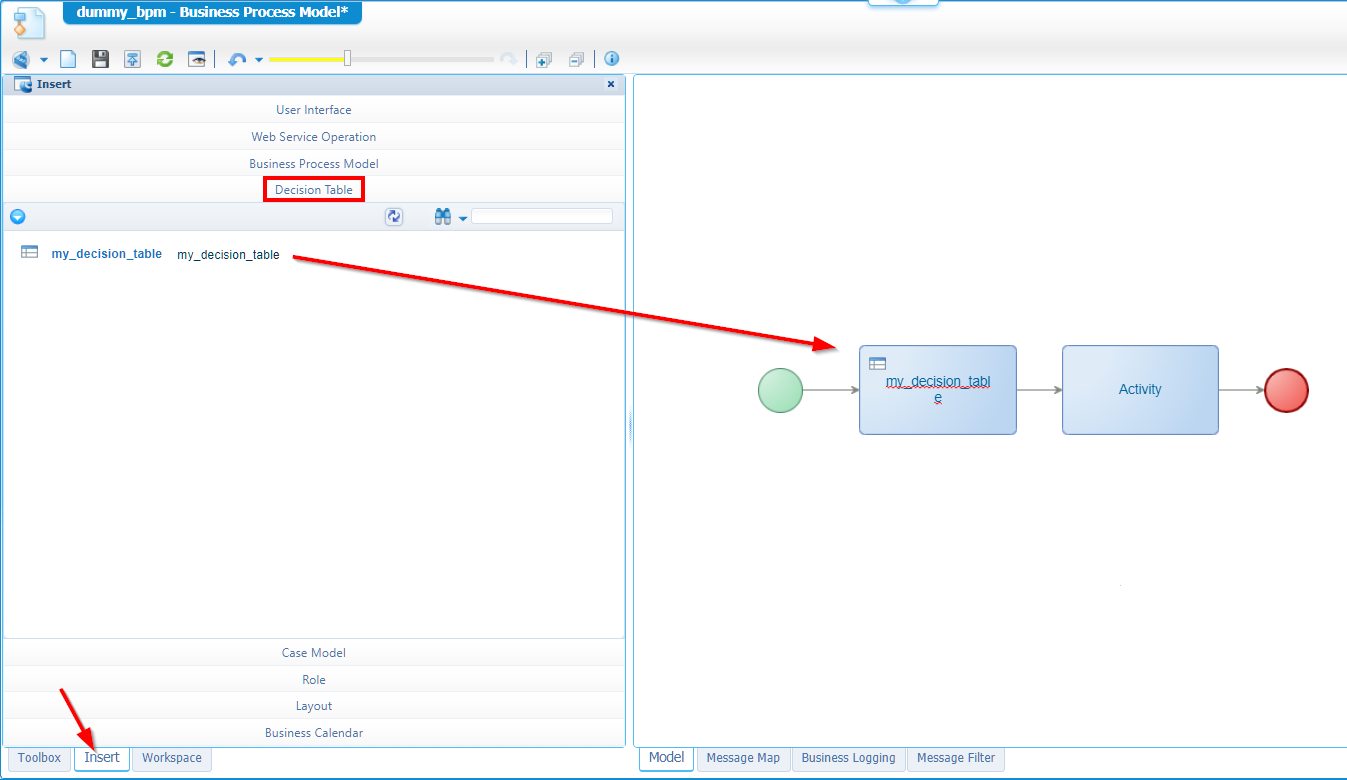 dummy_bpm - Business Process Model*
Insert
User Interface
Web Service Operation
Business Process Model
Decision Table
my_decision_table my_decision_table
Case Model
Role
Layout
Business Calendar
Toolbox Insert Workspace
my_decision_tabl
e
Activity
Model Message Map Business Logging Message Filter